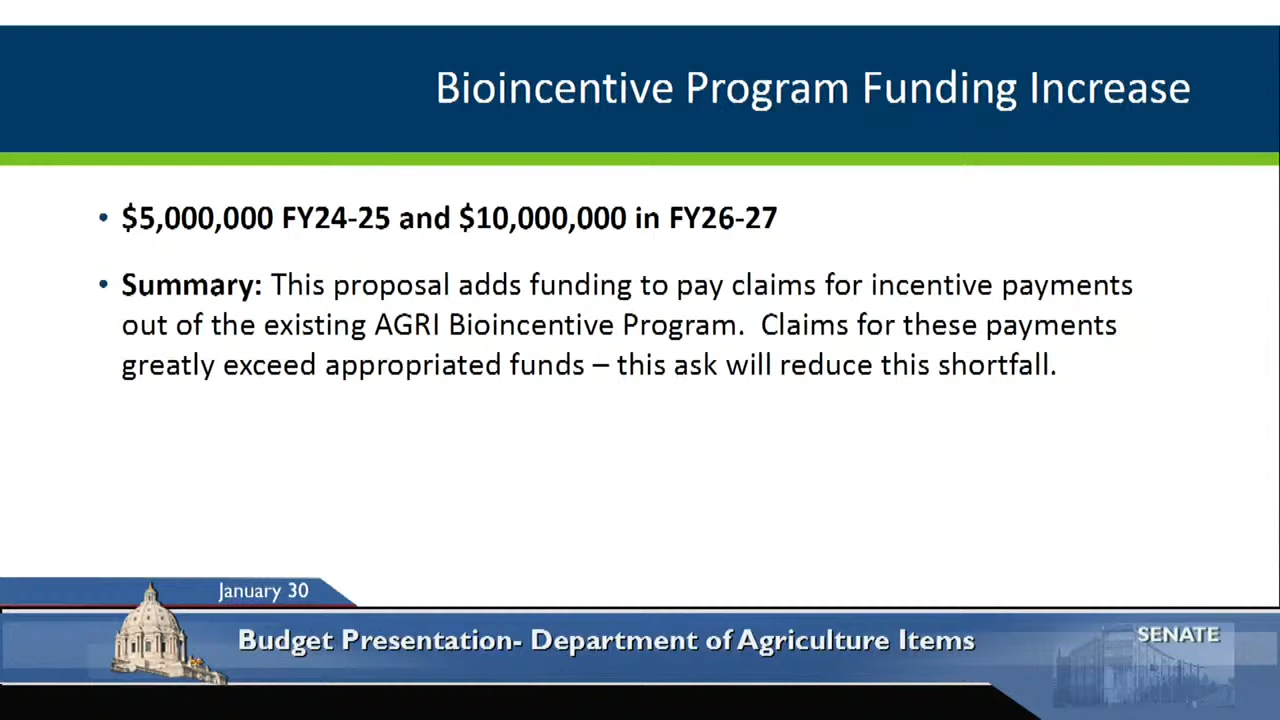 Bioincentive Program Funding Increase
• $5,000,000 FY24-25 and $10,000,000 in FY26-27
• Summary: This proposal adds funding to pay claims for incentive payments
out of the existing AGRI Bioincentive Program.  Claims for these payments
greatly exceed appropriated funds – this ask will reduce this shortfall.
January 30
Budget Presentation- Department of Agriculture Items
SENATE